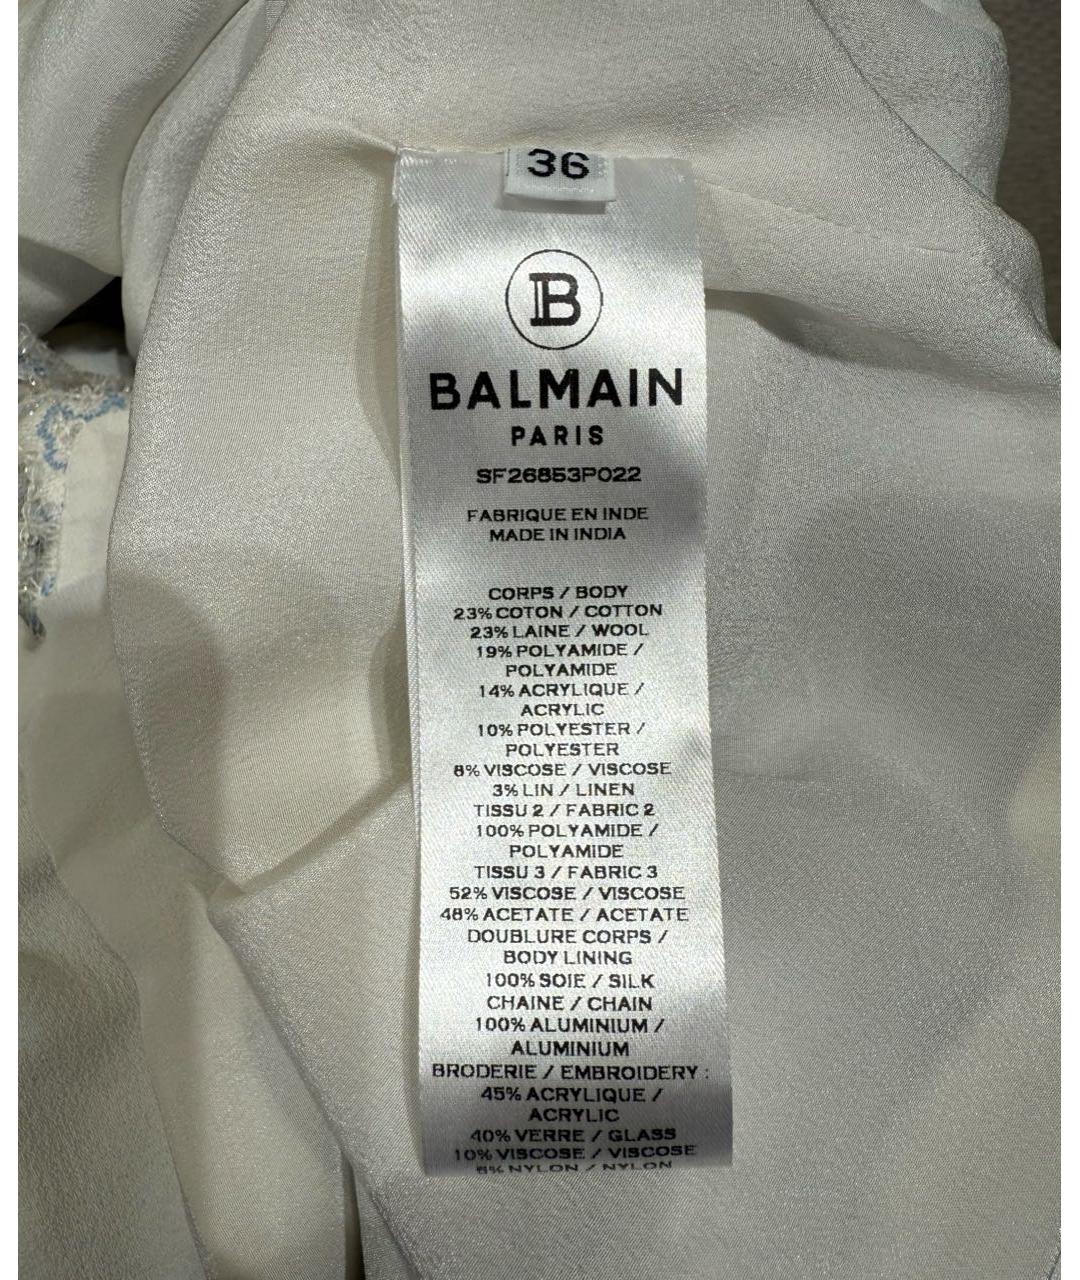 36
B
BALMAIN
PARIS
SF26853P022
FABRIQUE EN INDE
MADE IN INDIA
CORPS / BODY
23% COTON / COTTON
23% LAINE / WOOL
19% POLYAMIDE /
POLYAMIDE
14% ACRYLIQUE /
ACRYLIC
10% POLYESTER /
POLYESTER
8% VISCOSE / VISCOSE
3% LIN / LINEN
TISSU 2 / FABRIC 2
100% POLYAMIDE /
POLYAMIDE
TISSU 3 / FABRIC 3
52% VISCOSE / VISCOSE
48% ACETATE / ACETATE
DOUBLURE CORPS /
BODY LINING
100% SOIE / SILK
CHAINE / CHAIN
100% ALUMINIUM /
ALUMINIUM
BRODERIE / EMBROIDERY :
45% ACRYLIQUE /
ACRYLIC
40% VERRE / GLASS
10% VISCOSE / VISCOSE
NYLON / NYLON